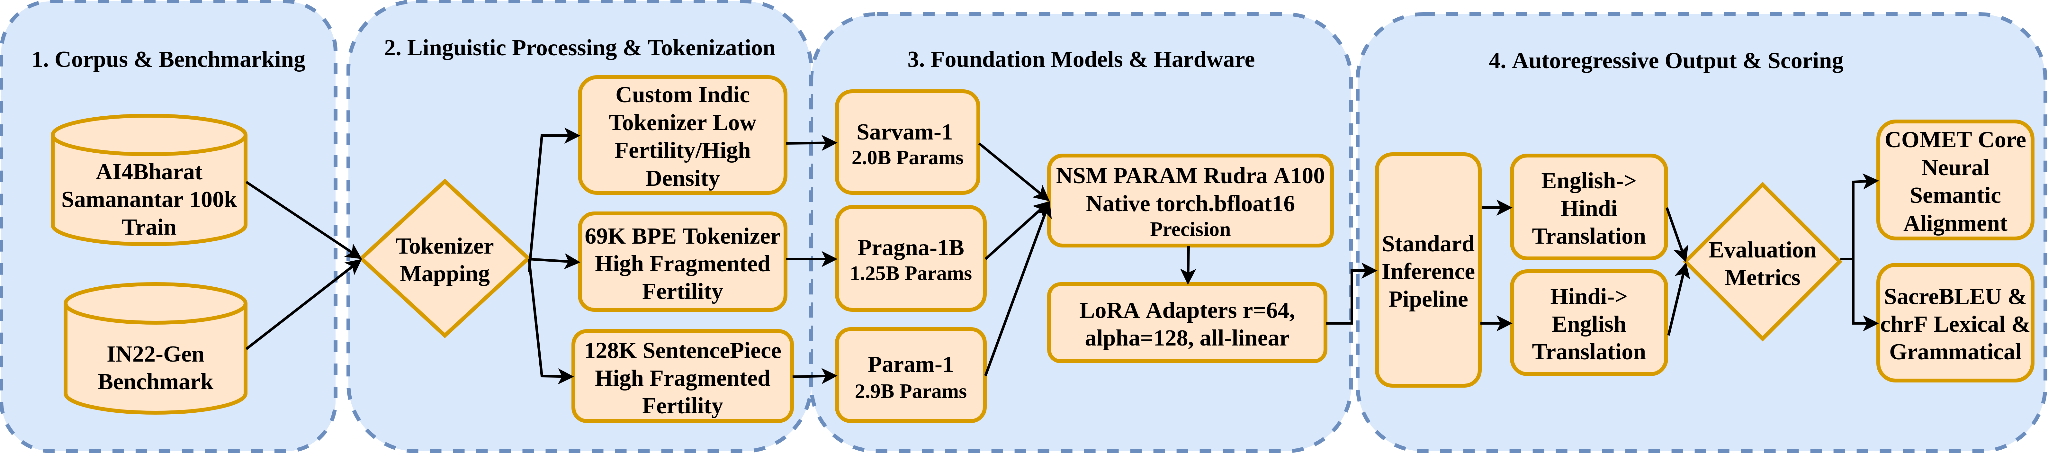 1. Corpus & Benchmarking
AI4Bharat
Samanantar 100k
Train
IN22-Gen
Benchmark
2. Linguistic Processing & Tokenization
Tokenizer
Mapping
Custom Indic
Tokenizer Low
Fertility/High
Density
69K BPE Tokenizer
High Fragmented
Fertility
128K SentencePiece
High Fragmented
Fertility
3. Foundation Models & Hardware
Sarvam-1
2.0B Params
Pragna-1B
1.25B Params
Param-1
2.9B Params
NSM PARAM Rudra A100
Native torch.bfloat16
Precision
LoRA Adapters r=64,
alpha=128, all-linear
4. Autoregressive Output & Scoring
Standard
Inference
Pipeline
English->
Hindi
Translation
Hindi->
English
Translation
Evaluation
Metrics
COMET Core
Neural
Semantic
Alignment
SacreBLEU &
chrF Lexical &
Grammatical